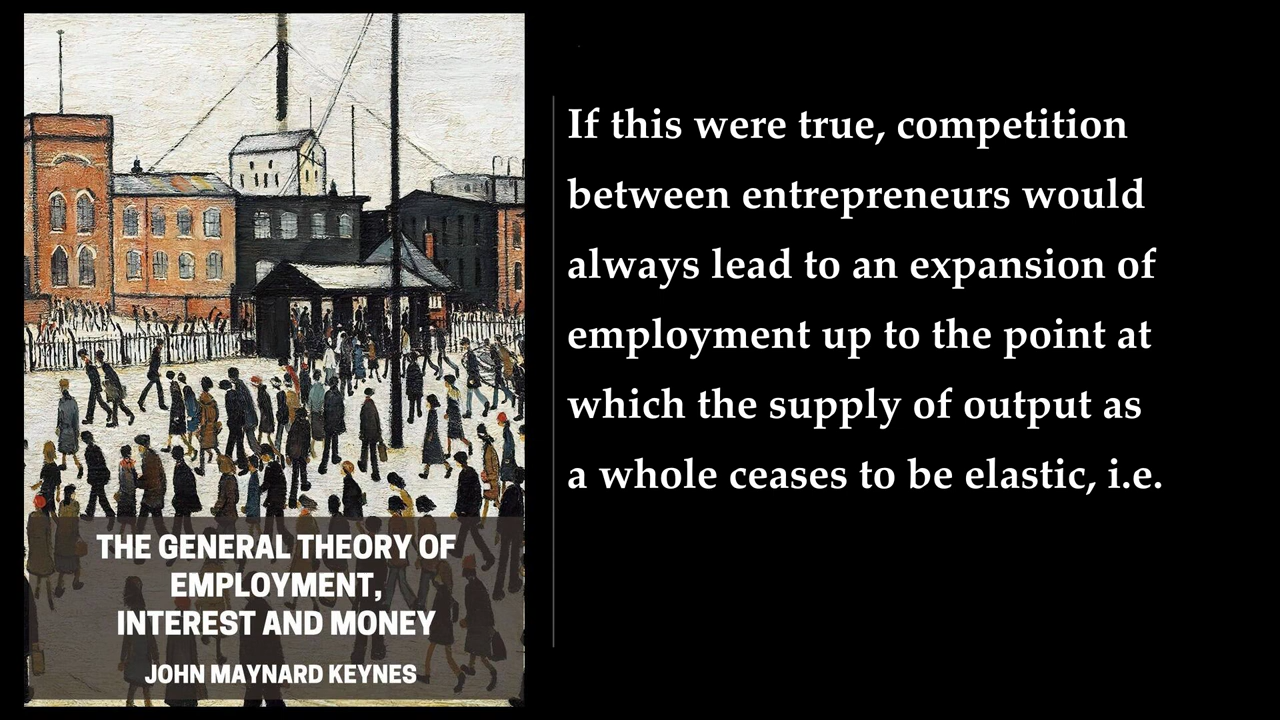 THE GENERAL THEORY OF
EMPLOYMENT,
INTEREST AND MONEY
JOHN MAYNARD KEYNES
If this were true, competition
between entrepreneurs would
always lead to an expansion of
employment up to the point at
which the supply of output as
a whole ceases to be elastic, i.e.